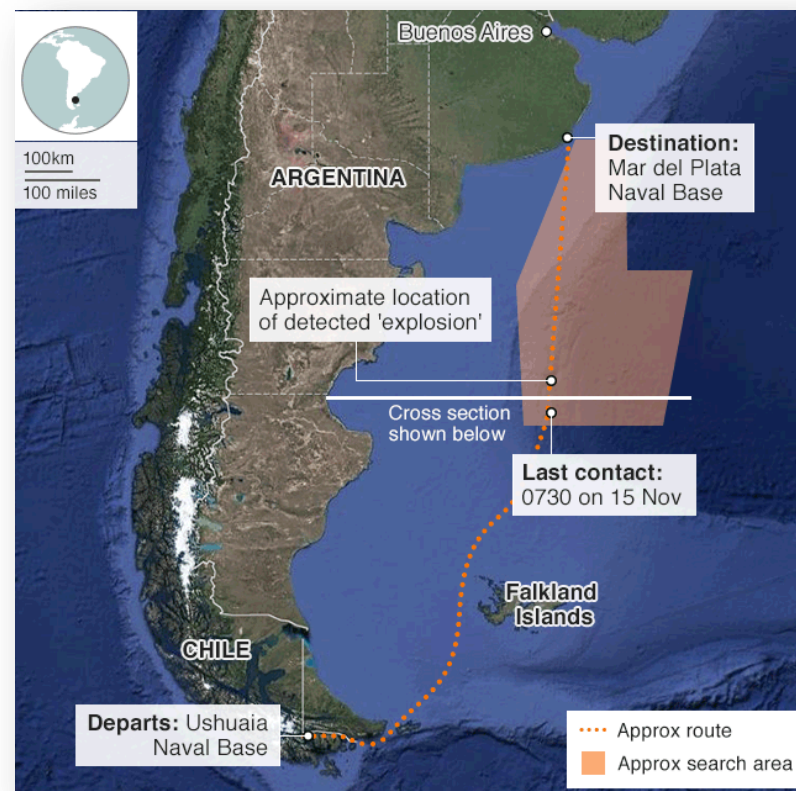 Buenos Aires
100km
100 miles
ARGENTINA
Destination:
Mar del Plata
Naval Base
Approximate location
of detected 'explosion'
Cross section
shown below
Last contact:
0730 on 15 Nov
Falkland
Islands
CHILE
Departs: Ushuaia
Naval Base
Approx route
Approx search area